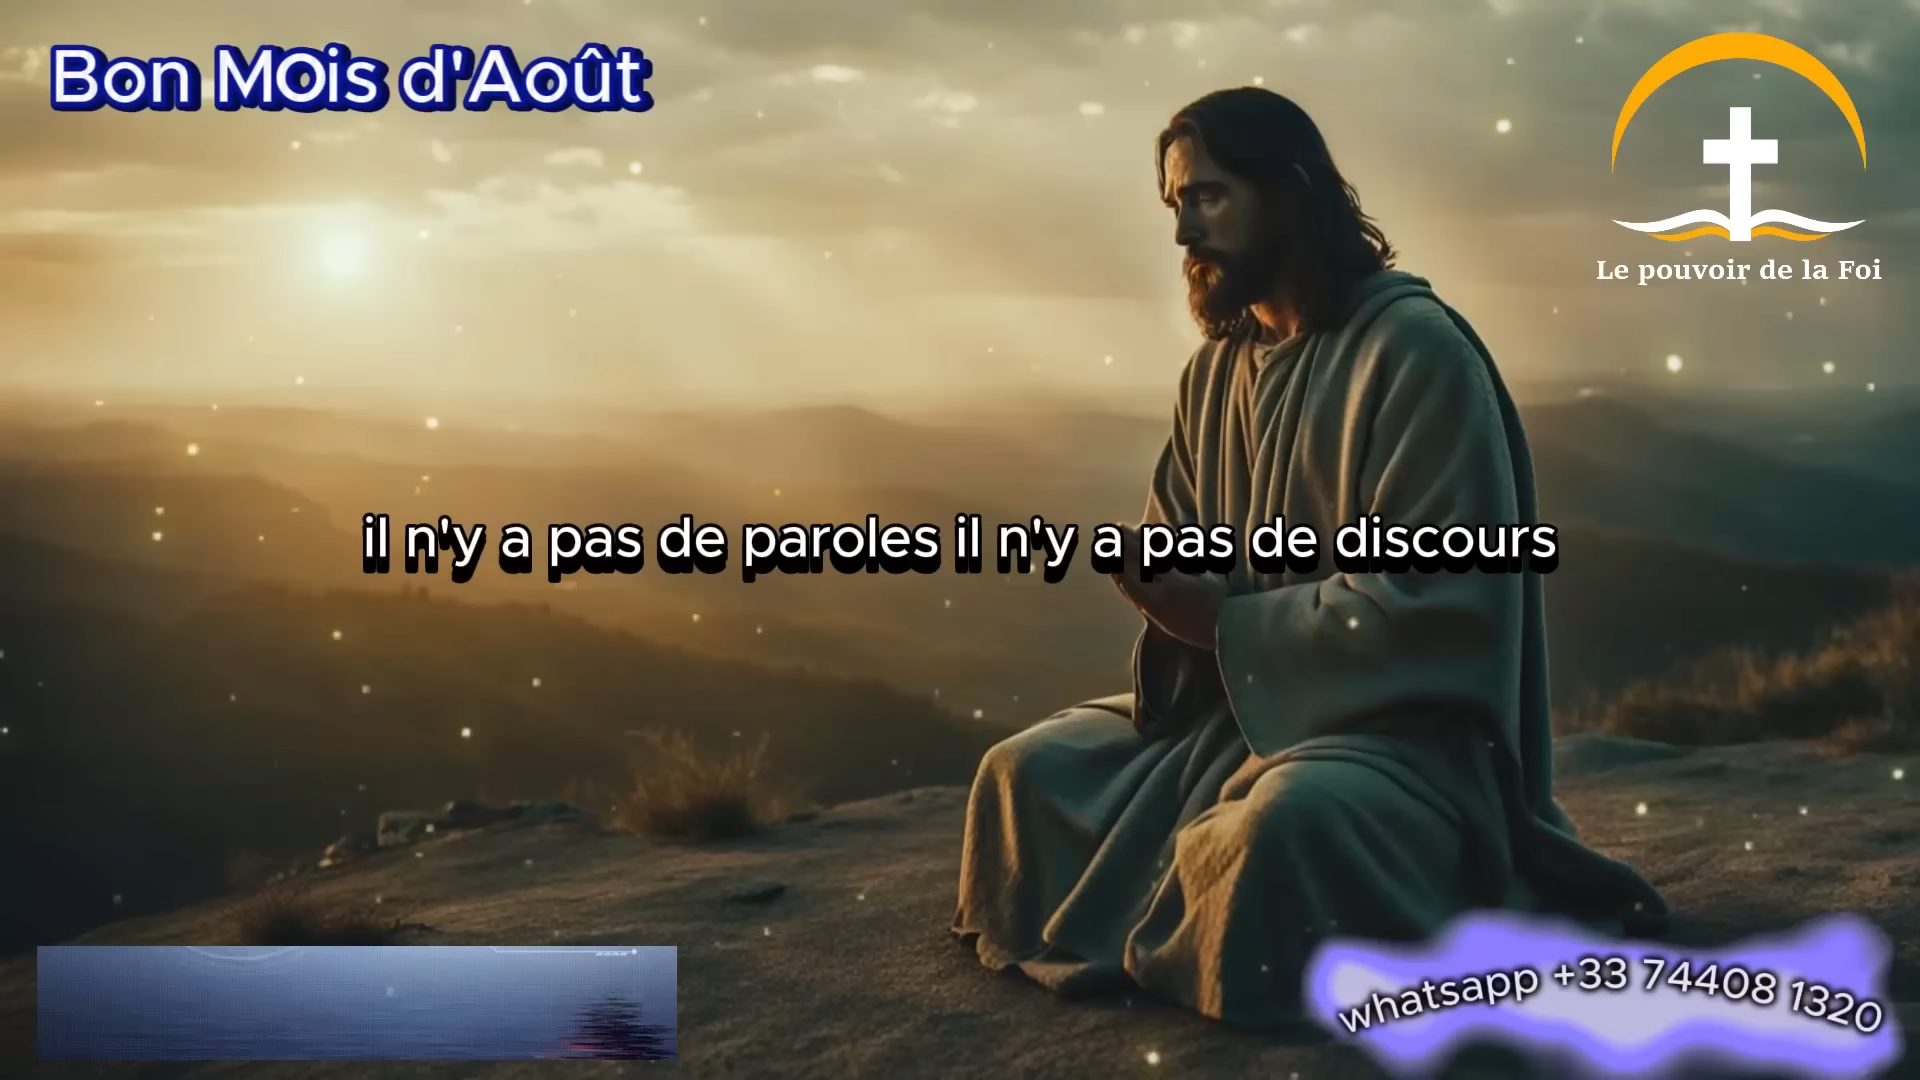 Bon MOis d'Août
Le pouvoir de la Foi
il n'y a pas de paroles il n'y a pas de discours
whatsapp +33 74408 1320